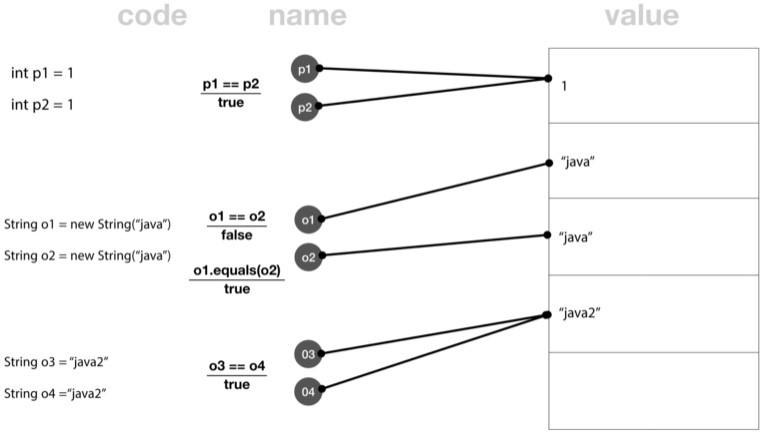 code name value
int p1 = 1
int p2 = 1
p1 == p2
true
p1
p2
1
String o1 = new String("java")
String o2 = new String("java")
o1 == o2
false
o1.equals(o2)
true
o1
o2
“java”
“java”
String o3 = “java2”
String o4 =“java2”
o3 == o4
true
03
04
“java2”